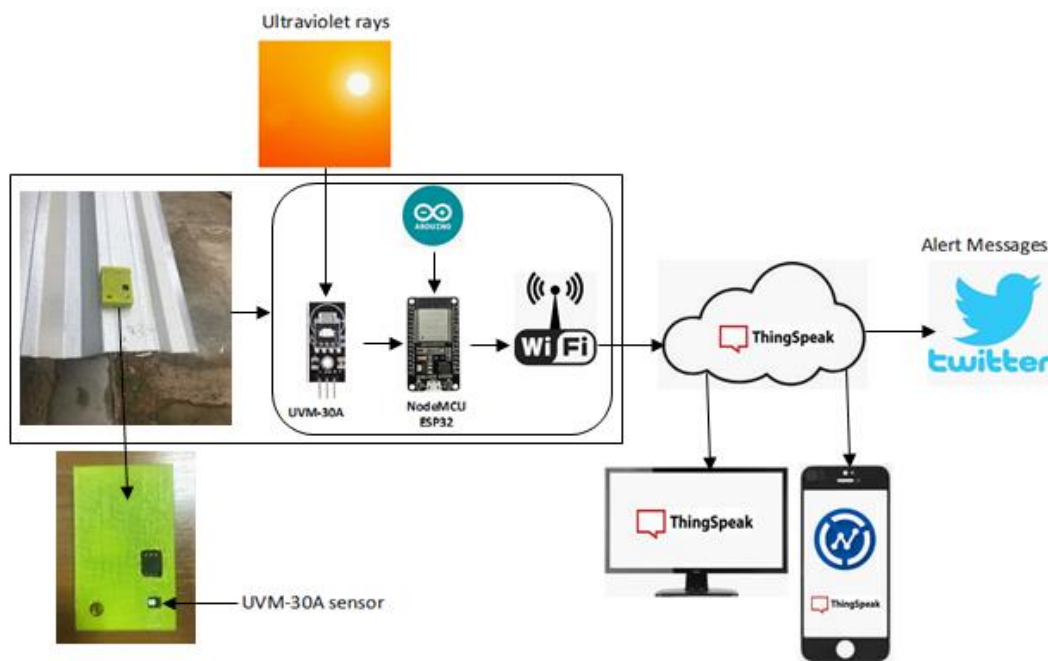 Ultraviolet rays
ARDUINO
UVM-30A
NodeMCU
ESP32
Wi Fi
ThingSpeak
Alert Messages
twitter
ThingSpeak
ThingSpeak
UVM-30A sensor